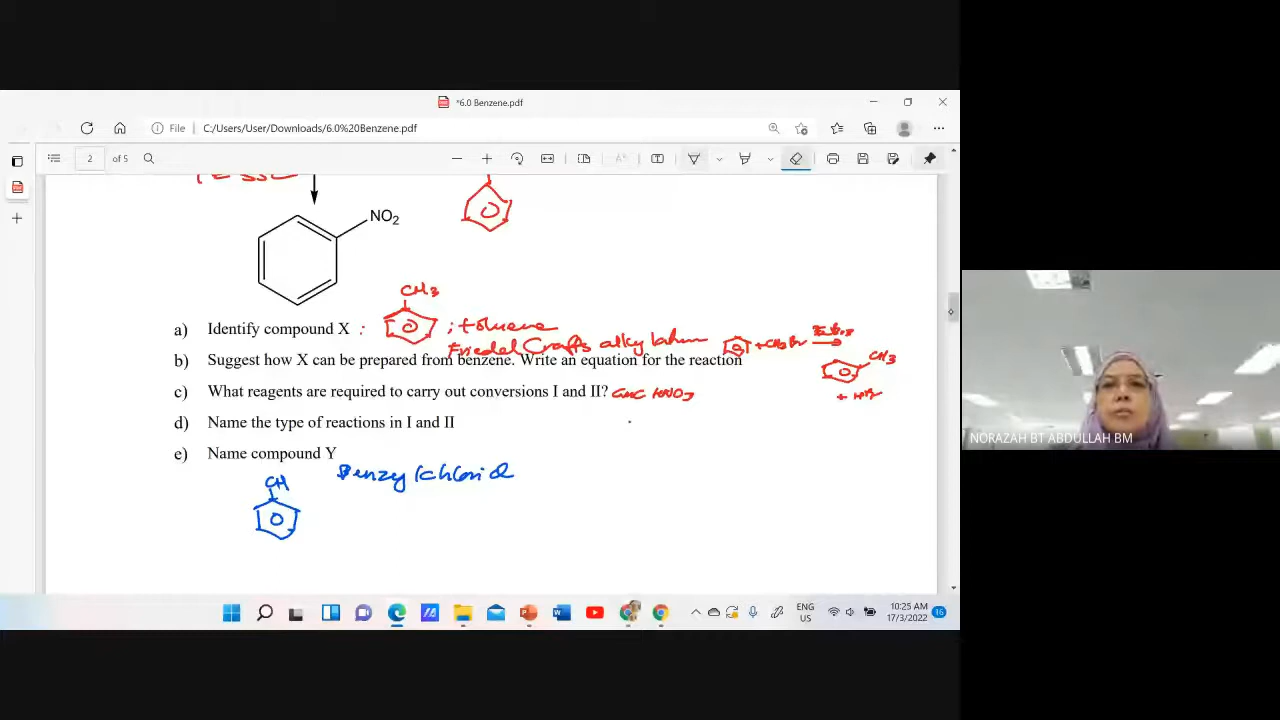 *6.0 Benzene.pdf
File C:/Users/User/Downloads/6.0%20Benzene.pdf
2 of 5
NO2
CH3
a) Identify compound X : ; toluene
Friedel Crafts alkylation
CH3
b) Suggest how X can be prepared from benzene. Write an equation for the reaction
c) What reagents are required to carry out conversions I and II? conc HNO3
d) Name the type of reactions in I and II
e) Name compound Y
CH
NORAZAH BT ABDULLAH BM
ENG
US
10:25 AM
17/3/2022
16